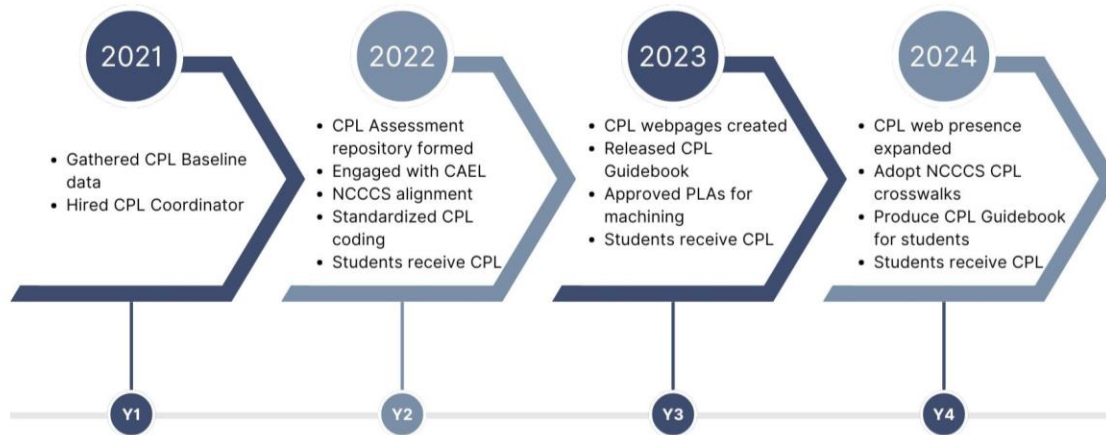 2021
• Gathered CPL Baseline
data
• Hired CPL Coordinator
2022
• CPL Assessment
repository formed
• Engaged with CAEL
• NCCCS alignment
• Standardized CPL
coding
• Students receive CPL
2023
• CPL webpages created
• Released CPL
Guidebook
• Approved PLAs for
machining
• Students receive CPL
2024
• CPL web presence
expanded
• Adopt NCCCS CPL
crosswalks
• Produce CPL Guidebook
for students
• Students receive CPL
Y1
Y2
Y3
Y4